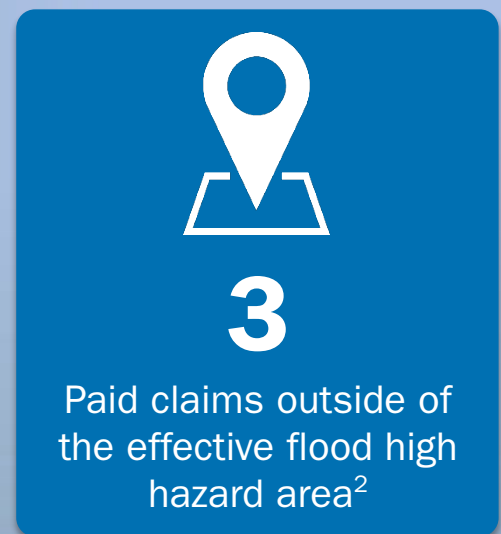 3
Paid claims outside of
the effective flood high
hazard area²